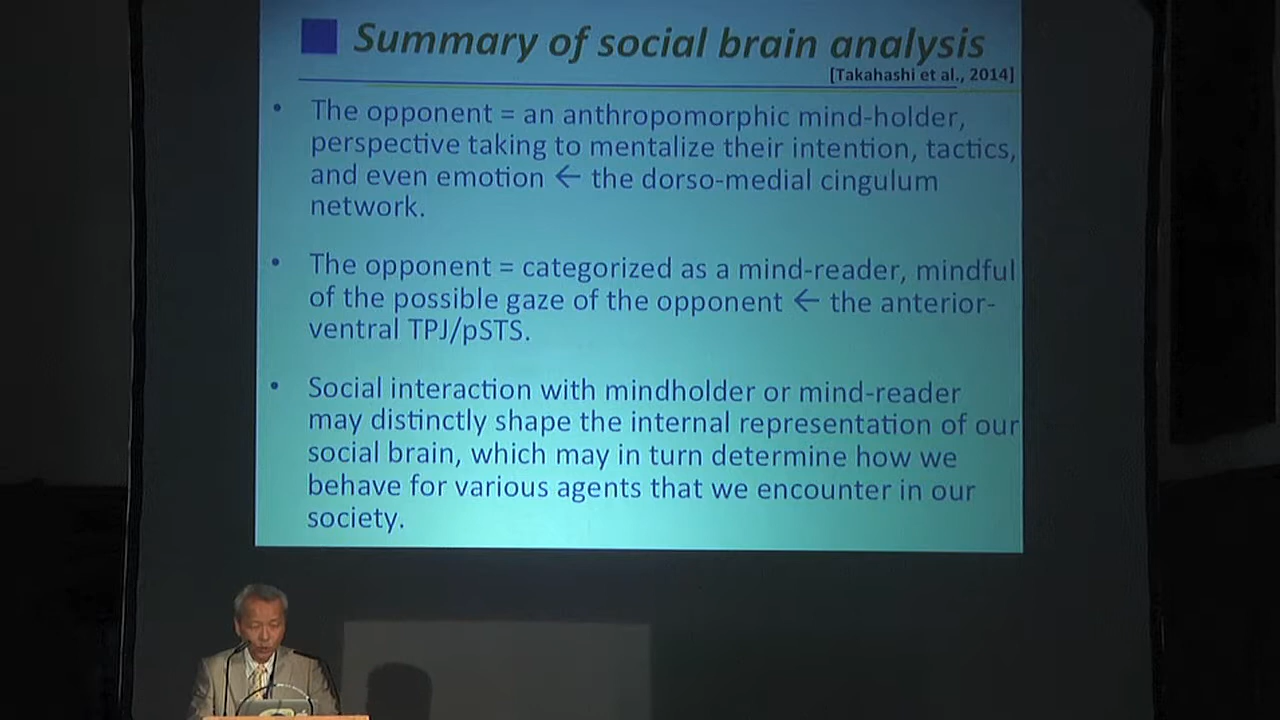 Summary of social brain analysis
[Takahashi et al., 2014]
• The opponent = an anthropomorphic mind-holder,
perspective taking to mentalize their intention, tactics,
and even emotion ← the dorso-medial cingulum
network.
• The opponent = categorized as a mind-reader, mindful
of the possible gaze of the opponent ← the anterior-
ventral TPJ/pSTS.
• Social interaction with mindholder or mind-reader
may distinctly shape the internal representation of our
social brain, which may in turn determine how we
behave for various agents that we encounter in our
society.